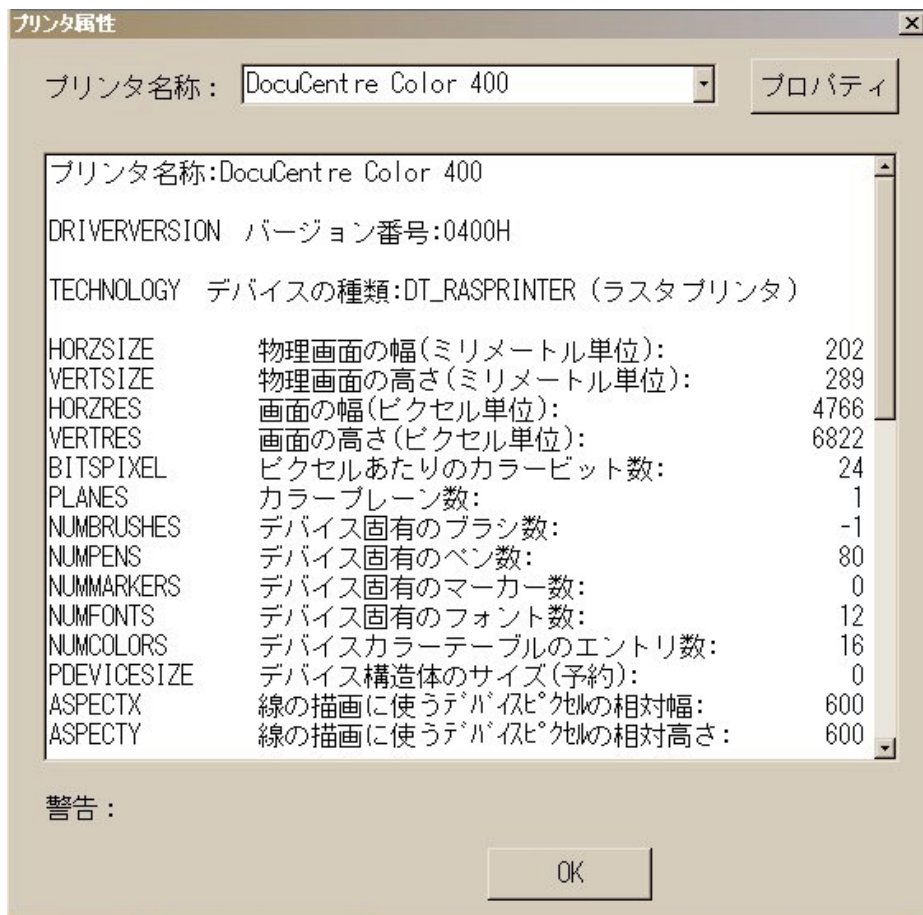 プリンタ属性
プリンタ名称： DocuCentre Color 400 プロパティ
プリンタ名称:DocuCentre Color 400
DRIVERVERSION バージョン番号:0400H
TECHNOLOGY デバイスの種類:DT_RASPRINTER（ラスタプリンタ）
HORZSIZE 物理画面の幅(ミリメートル単位): 202
VERTSIZE 物理画面の高さ(ミリメートル単位): 289
HORZRES 画面の幅(ピクセル単位): 4766
VERTRES 画面の高さ(ピクセル単位): 6822
BITSPIXEL ピクセルあたりのカラービット数: 24
PLANES カラープレーン数: 1
NUMBRUSHES デバイス固有のブラシ数: -1
NUMPENS デバイス固有のペン数: 80
NUMMARKERS デバイス固有のマーカー数: 0
NUMFONTS デバイス固有のフォント数: 12
NUMCOLORS デバイスカラーテーブルのエントリ数: 16
PDEVICESIZE デバイス構造体のサイズ(予約): 0
ASPECTX 線の描画に使うﾃﾞﾊﾞｲｽﾋﾟｸｾﾙの相対幅: 600
ASPECTY 線の描画に使うﾃﾞﾊﾞｲｽﾋﾟｸｾﾙの相対高さ: 600
警告：
OK